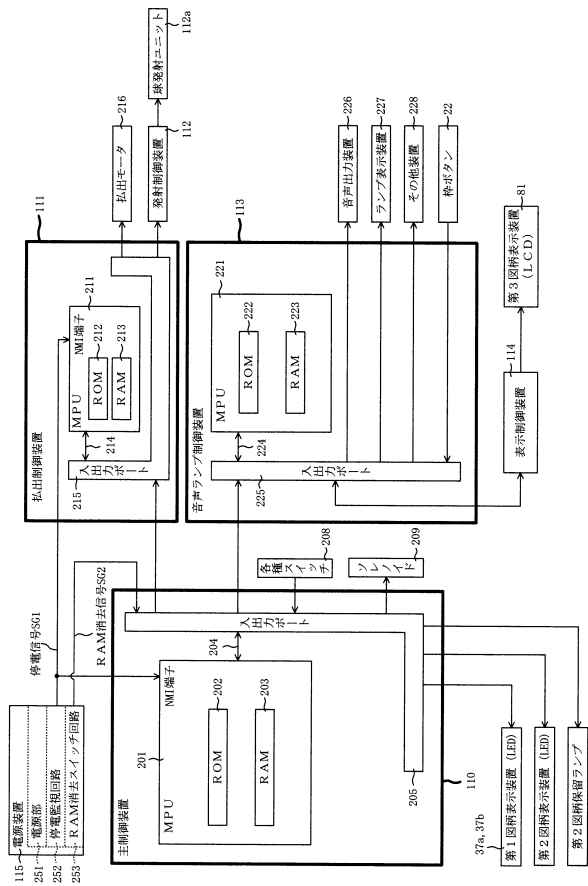 電源装置
115
電源部
251
停電監視回路
252
RAM消去スイッチ回路
253
停電信号SG1
RAM消去信号SG2
主制御装置
110
MPU
201
NMI端子
ROM
202
RAM
203
204
入出力ポート
205
各種スイッチ
208
ソレノイド
209
第1図柄表示装置(LED)
37a, 37b
第2図柄表示装置(LED)
第2図柄保留ランプ
払出制御装置
111
MPU
211
NMI端子
ROM
212
RAM
213
214
入出力ポート
215
払出モータ
216
発射制御装置
112
球発射ユニット
112a
音声ランプ制御装置
113
MPU
221
ROM
222
RAM
223
224
入出力ポート
225
音声出力装置
226
ランプ表示装置
227
その他装置
228
枠ボタン
22
表示制御装置
114
第3図柄表示装置
(LCD)
81